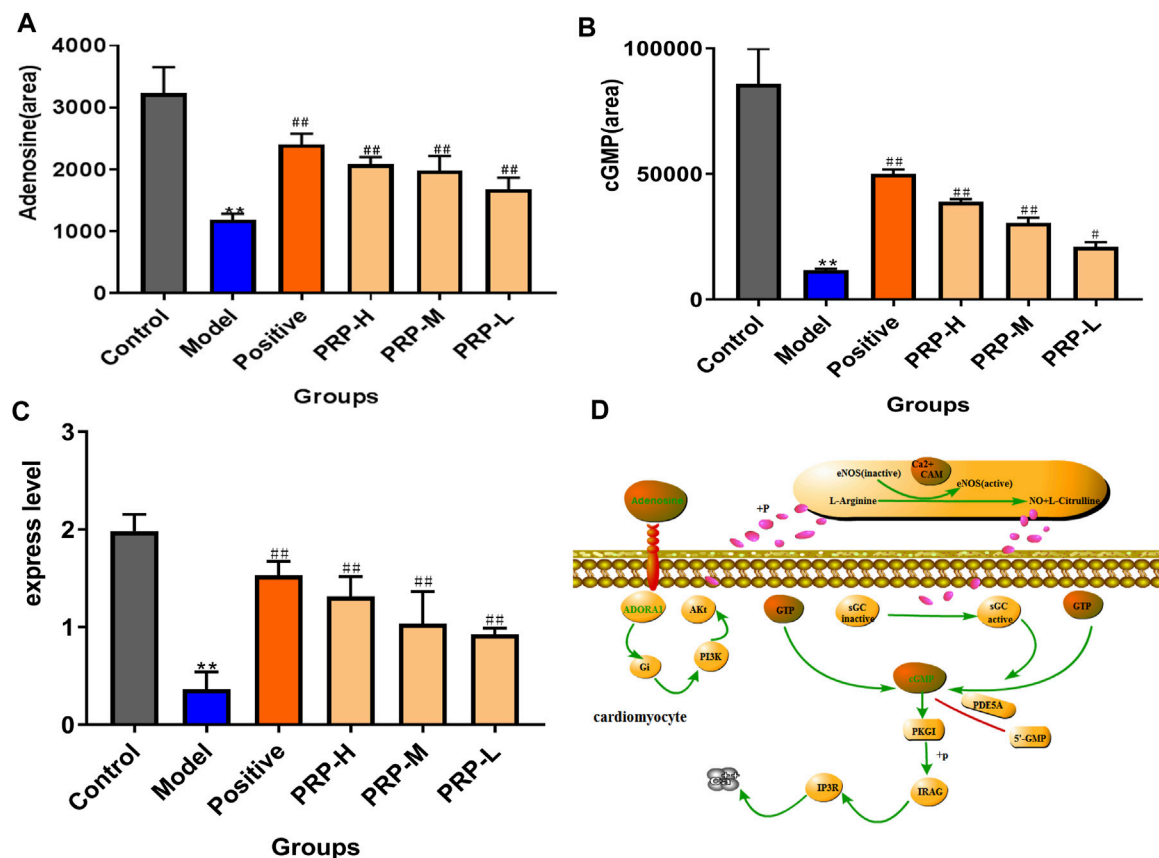 A
Adenosine(area)
4000
3000
2000
1000
0
**
##
##
##
##
Control
Model
Positive
PRP-H
PRP-M
PRP-L
Groups
B
cGMP(area)
100000
50000
0
**
##
##
##
#
Control
Model
Positive
PRP-H
PRP-M
PRP-L
Groups
C
express level
3
2
1
0
**
##
##
##
##
Control
Model
Positive
PRP-H
PRP-M
PRP-L
Groups
D
Ca2+
CAM
eNOS(inactive)
eNOS(active)
L-Arginine
NO+L-Citrulline
Adenosine
+P
ADORA1
AKt
GTP
sGC
inactive
sGC
active
GTP
Gi
PI3K
cGMP
PDE5A
cardiomyocyte
PKGI
5'-GMP
+p
IP3R
IRAG